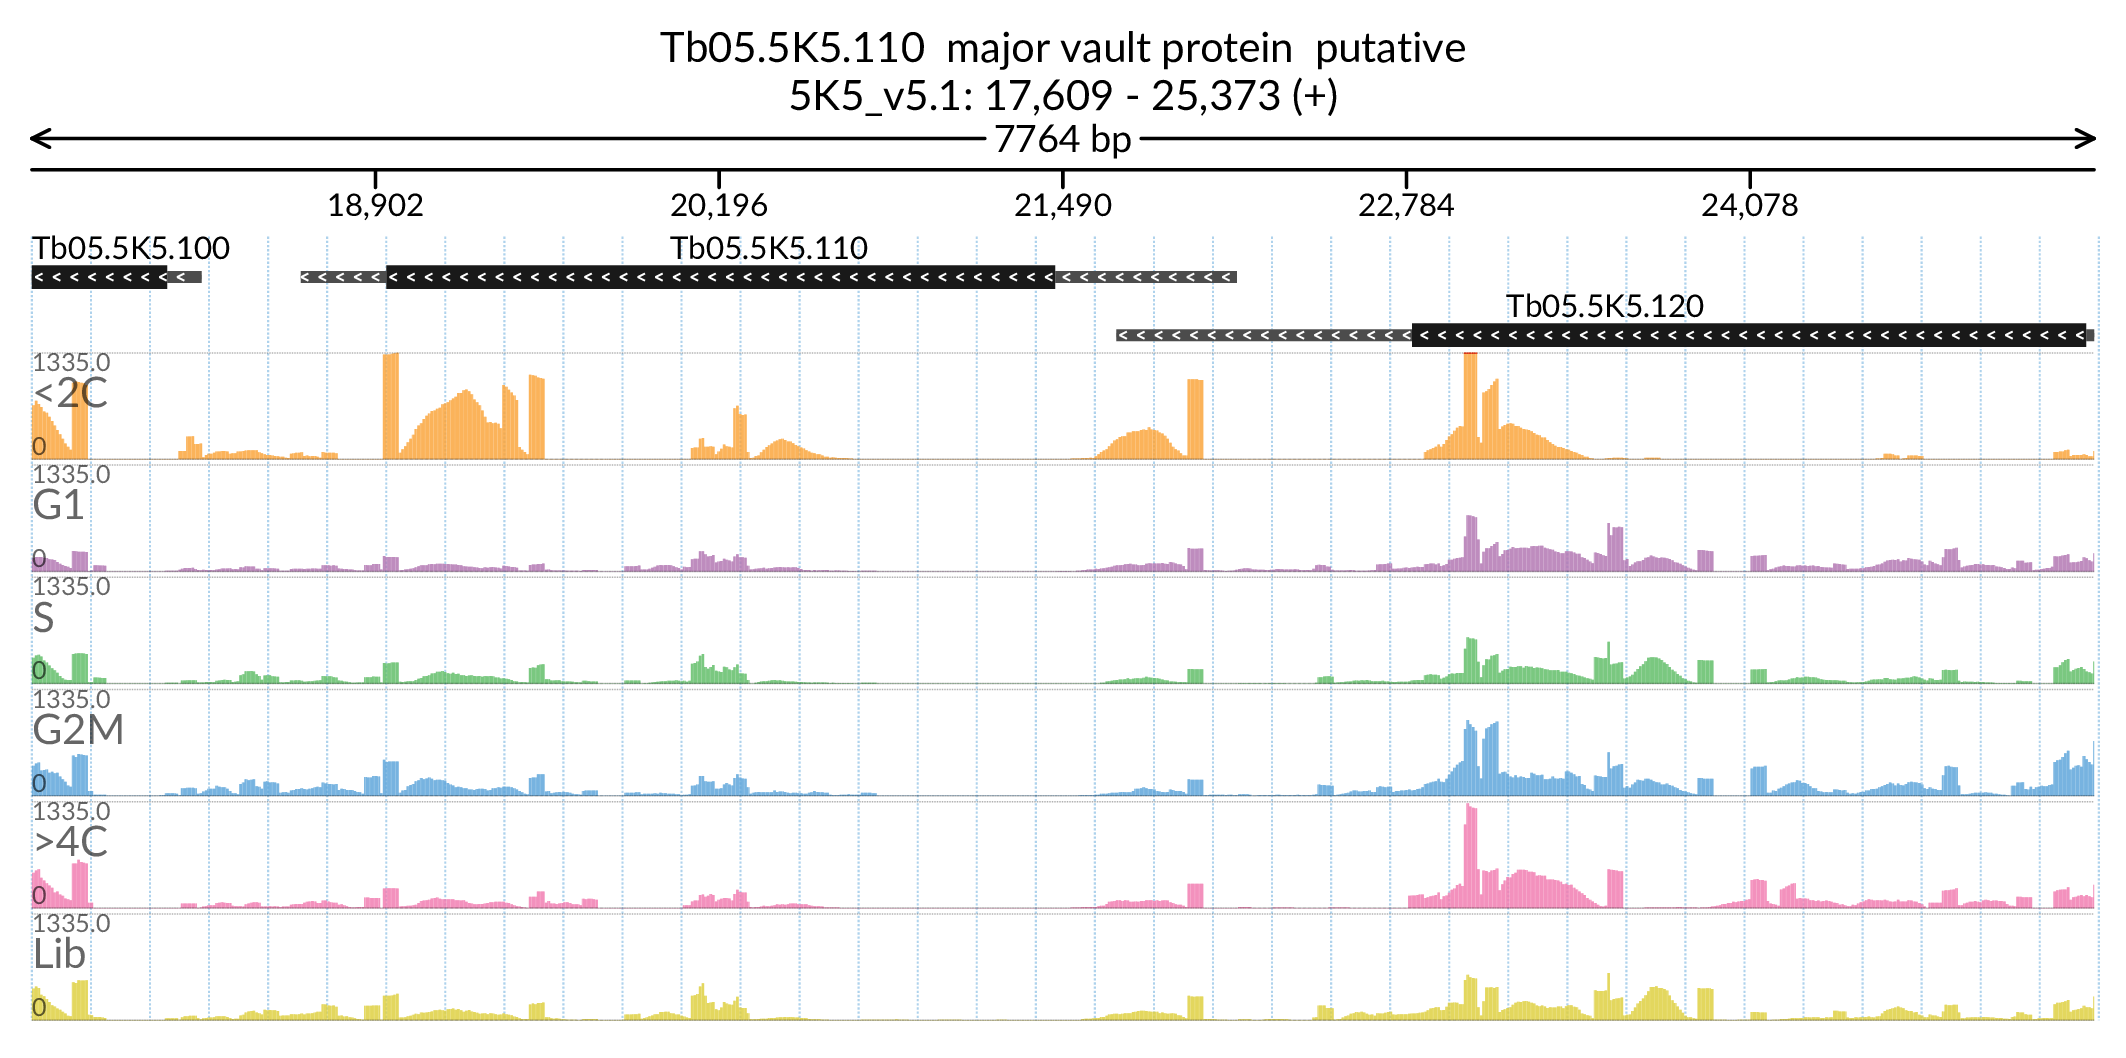 Tb05.5K5.110  major vault protein  putative
5K5_v5.1: 17,609 - 25,373 (+)
7764 bp
18,902 20,196 21,490 22,784 24,078
Tb05.5K5.100 Tb05.5K5.110
Tb05.5K5.120
1335.0
<2C
0
1335.0
G1
0
1335.0
S
0
1335.0
G2M
0
1335.0
>4C
0
1335.0
Lib
0